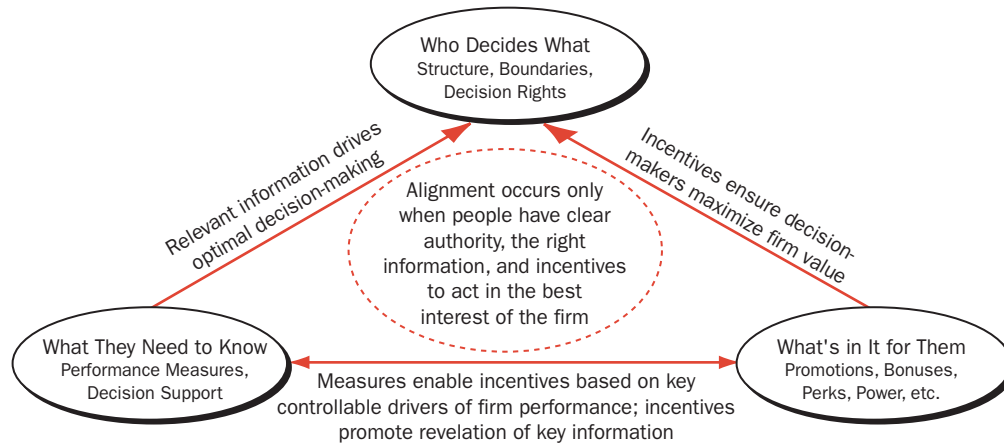 Who Decides What
Structure, Boundaries,
Decision Rights
Relevant information drives
optimal decision-making
Incentives ensure decision-
makers maximize firm value
Alignment occurs only
when people have clear
authority, the right
information, and incentives
to act in the best
interest of the firm
What They Need to Know
Performance Measures,
Decision Support
What's in It for Them
Promotions, Bonuses,
Perks, Power, etc.
Measures enable incentives based on key
controllable drivers of firm performance; incentives
promote revelation of key information